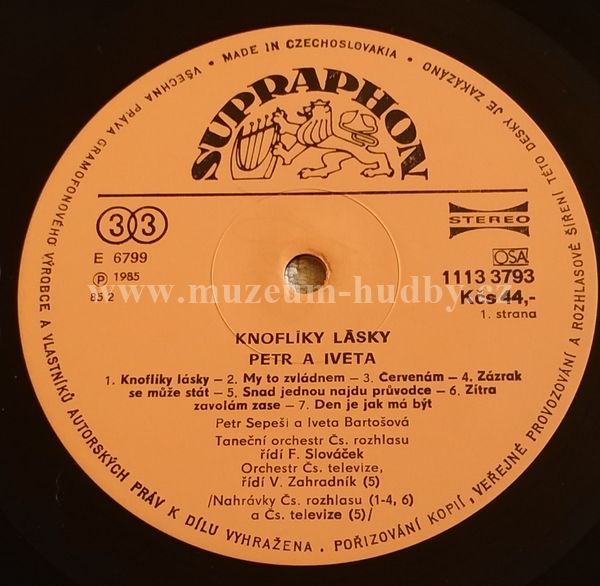 VŠECHNA PRÁVA GRAMOFONOVÉHO VÝROBCE A VLASTNÍKŮ AUTORSKÝCH PRÁV K DÍLU VYHRAŽENA • POŘIZOVÁNÍ KOPIÍ, VEŘEJNÉ PROVOZOVÁNÍ A ROZHLASOVÉ ŠÍŘENÍ TÉTO DESKY JE ZAKÁZÁNO • MADE IN CZECHOSLOVAKIA •
SUPRAPHON
33
STEREO
E 6799
OSA
Ⓟ 1985
1113 3793
85 2
Kčs 44,-
www.muzeum-hudby.cz
1. strana
KNOFLÍKY LÁSKY
PETR A IVETA
1. Knoflíky lásky – 2. My to zvládnem – 3. Červenám – 4. Zázrak
se může stát – 5. Snad jednou najdu průvodce – 6. Zítra
zavolám zase – 7. Den je jak má být
Petr Sepeši a Iveta Bartošová
Taneční orchestr Čs. rozhlasu
řídí F. Slováček
Orchestr Čs. televize,
řídí V. Zahradník (5)
/Nahrávky Čs. rozhlasu (1-4, 6)
a Čs. televize (5)/